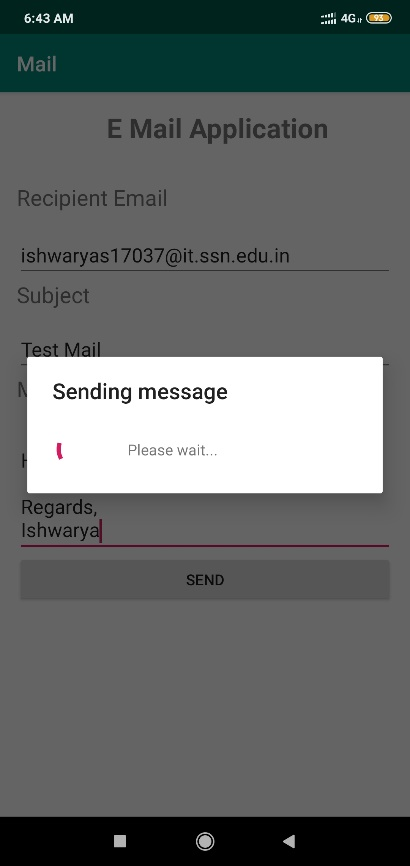 6:43 AM 4G 93
Mail
E Mail Application
Recipient Email
ishwaryas17037@it.ssn.edu.in
Subject
Test Mail
Sending message
Please wait...
Regards,
Ishwarya
SEND